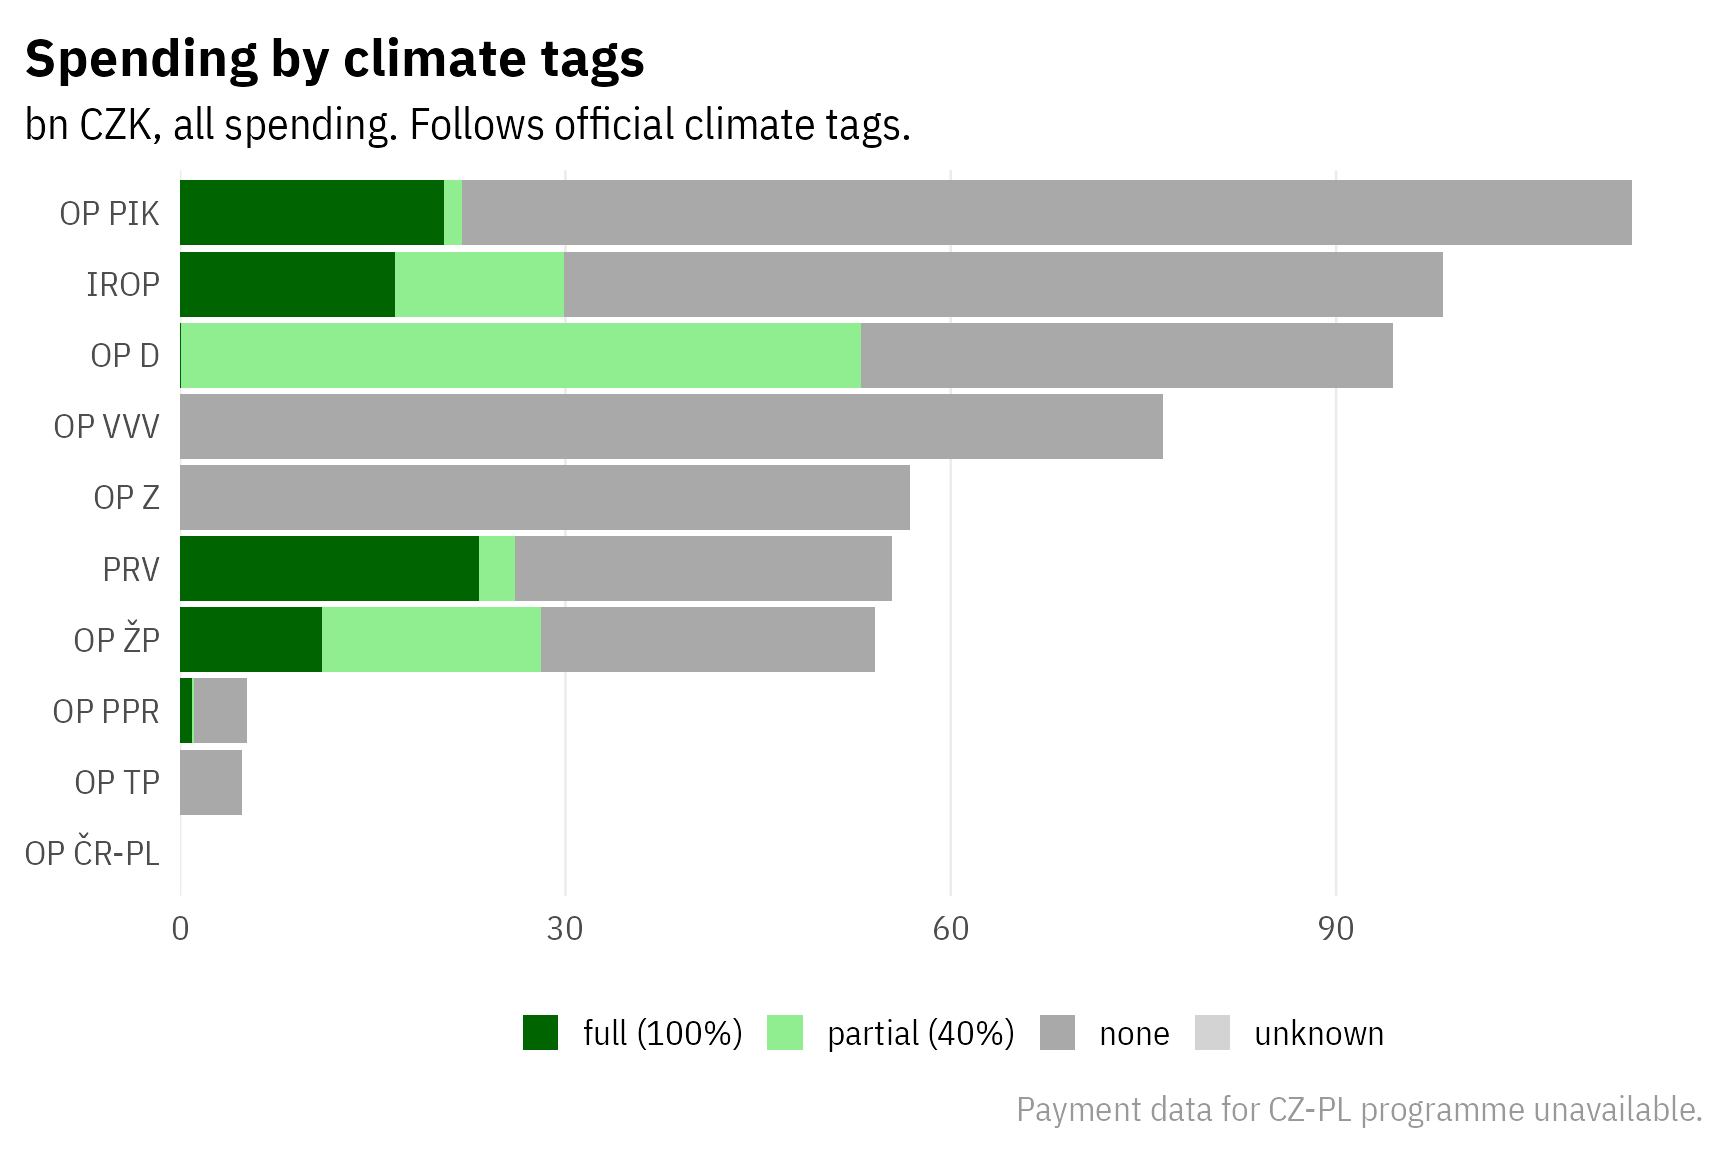 Spending by climate tags
bn CZK, all spending. Follows official climate tags.
OP PIK
IROP
OP D
OP VVV
OP Z
PRV
OP ŽP
OP PPR
OP TP
OP ČR-PL
0 30 60 90
full (100%) partial (40%) none unknown
Payment data for CZ-PL programme unavailable.